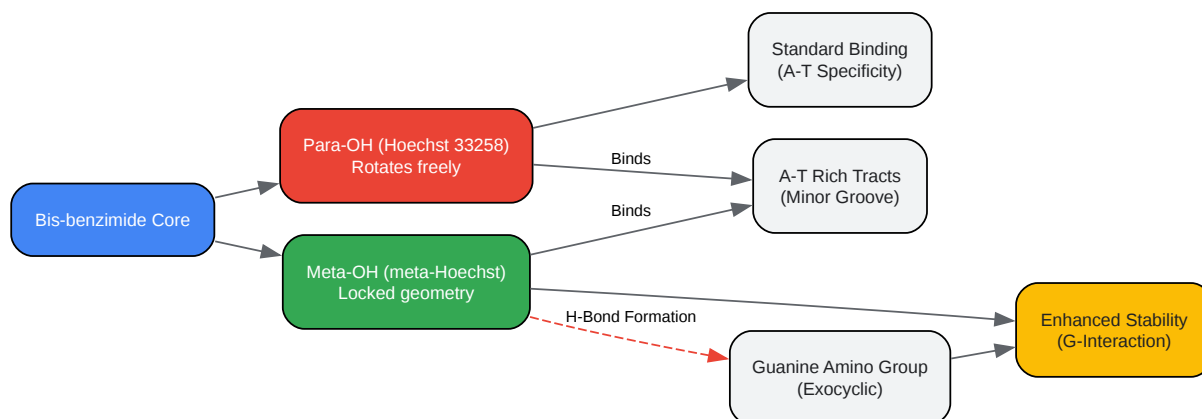 Standard Binding
(A-T Specificity)
Para-OH (Hoechst 33258)
Rotates freely
Binds
A-T Rich Tracts
(Minor Groove)
Bis-benzimide Core
Binds
Meta-OH (meta-Hoechst)
Locked geometry
H-Bond Formation
Enhanced Stability
(G-Interaction)
Guanine Amino Group
(Exocyclic)